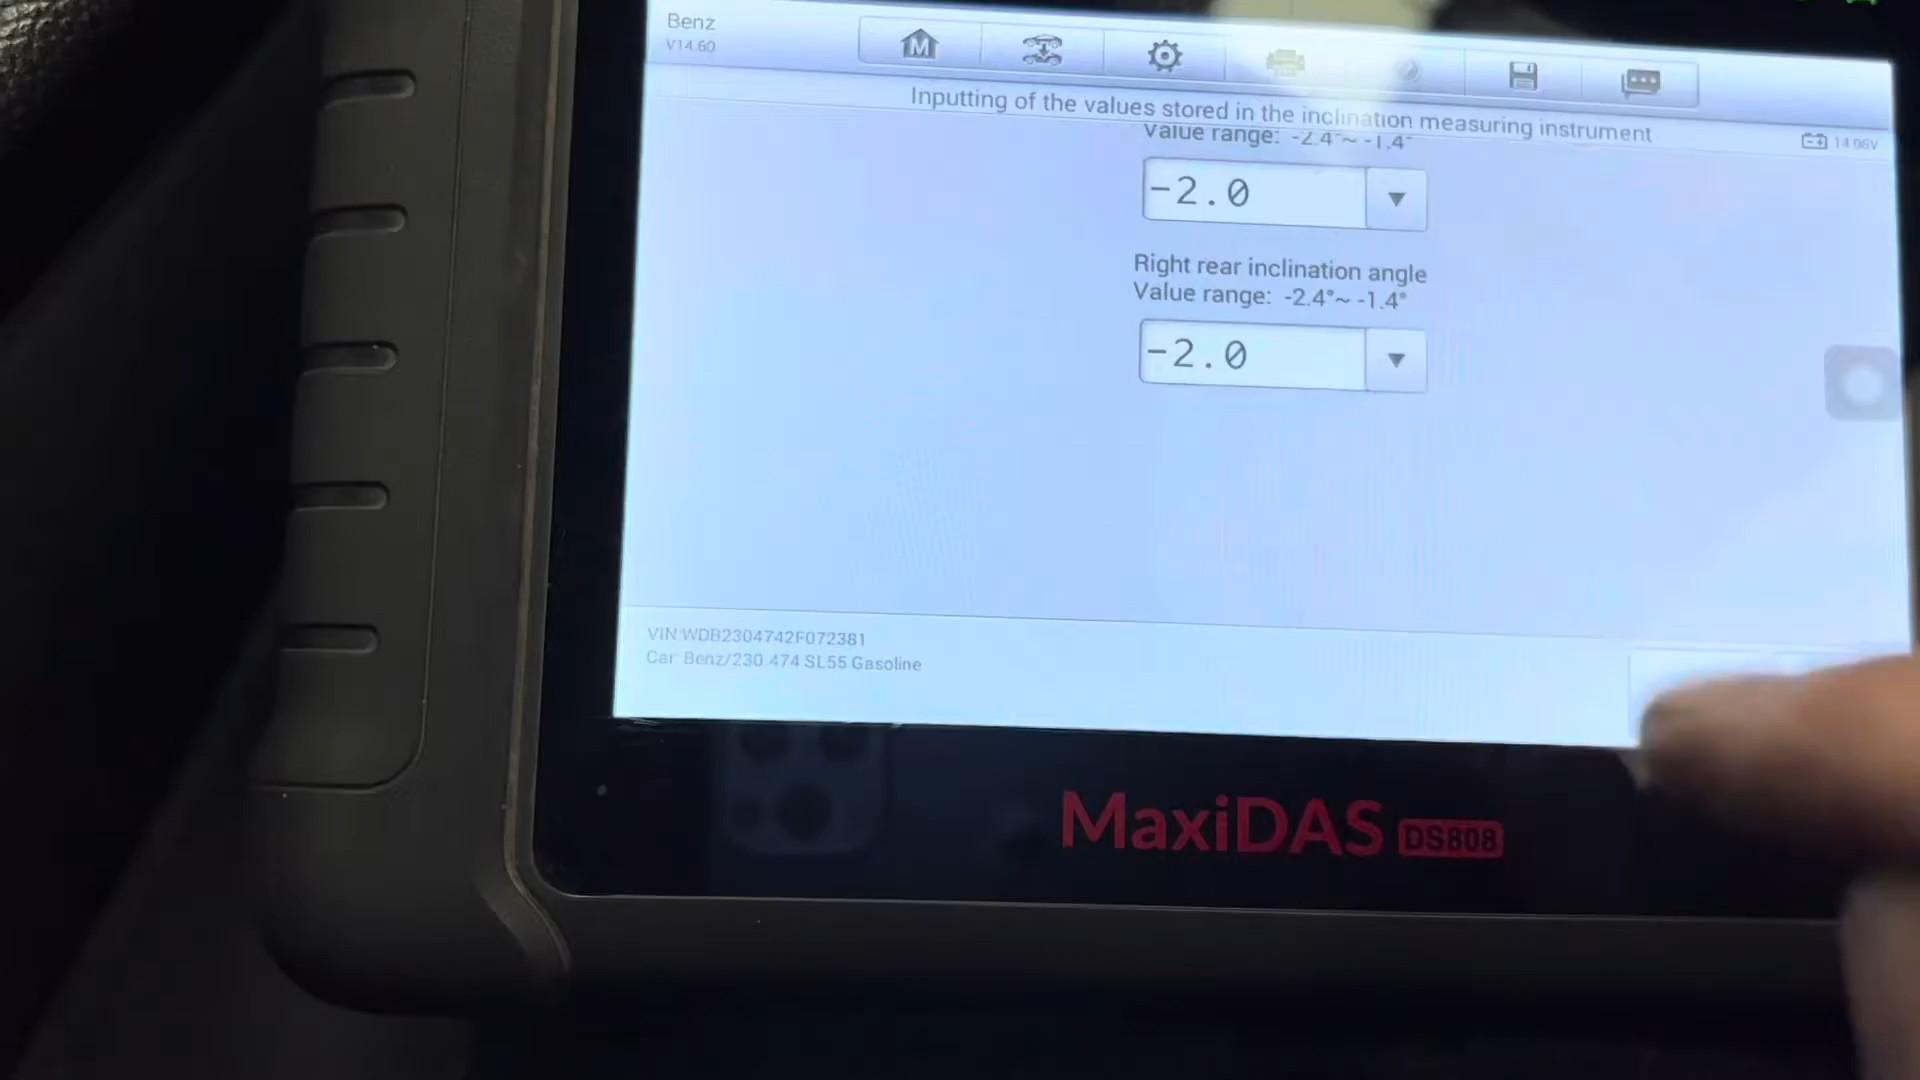 Benz
V14.60
M
Inputting of the values stored in the inclination measuring instrument
14.06V
Value range: -2.4°~ -1.4°
-2.0
Right rear inclination angle
Value range: -2.4°~ -1.4°
-2.0
VIN:WDB2304742F072381
Car: Benz/230.474 SL55 Gasoline
MaxiDAS DS808